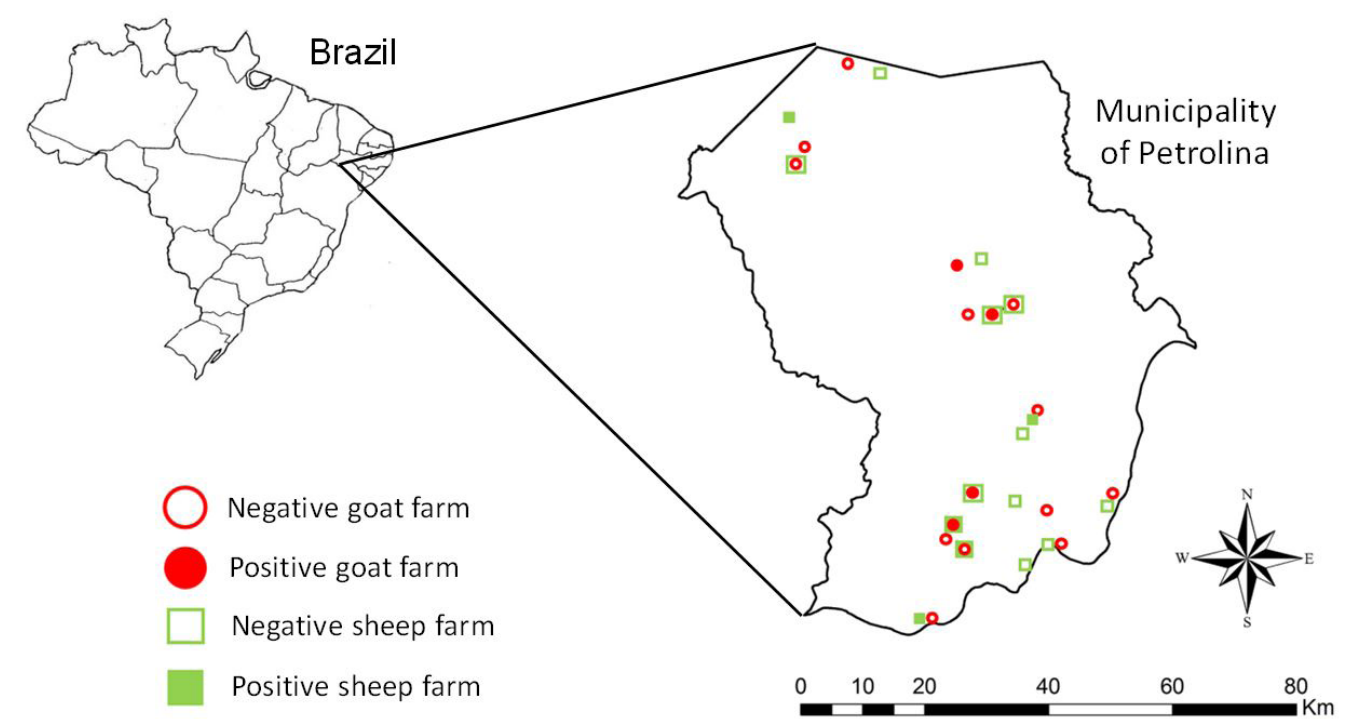 Brazil
Municipality
of Petrolina
Negative goat farm
Positive goat farm
Negative sheep farm
Positive sheep farm
N
W E
S
0 10 20 40 60 80
Km